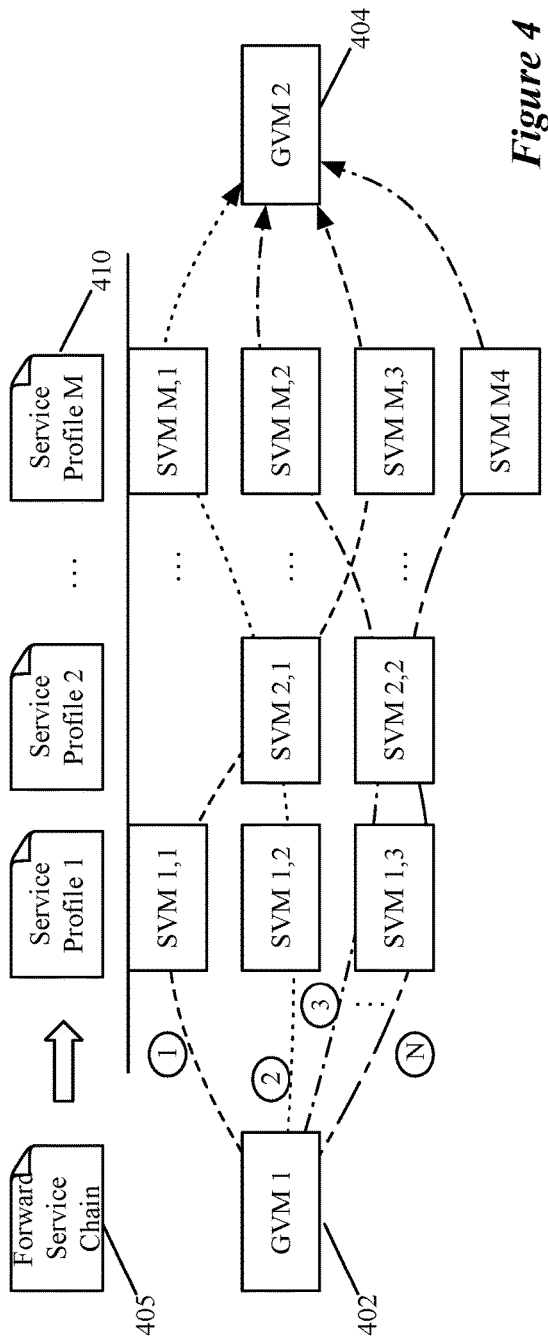 Forward
Service
Chain
405
Service
Profile 1
Service
Profile 2
...
Service
Profile M
410
GVM 1
402
1
2
3
...
N
SVM 1,1
SVM 1,2
SVM 1,3
SVM 2,1
SVM 2,2
...
...
...
SVM M,1
SVM M,2
SVM M,3
SVM M4
GVM 2
404
Figure 4